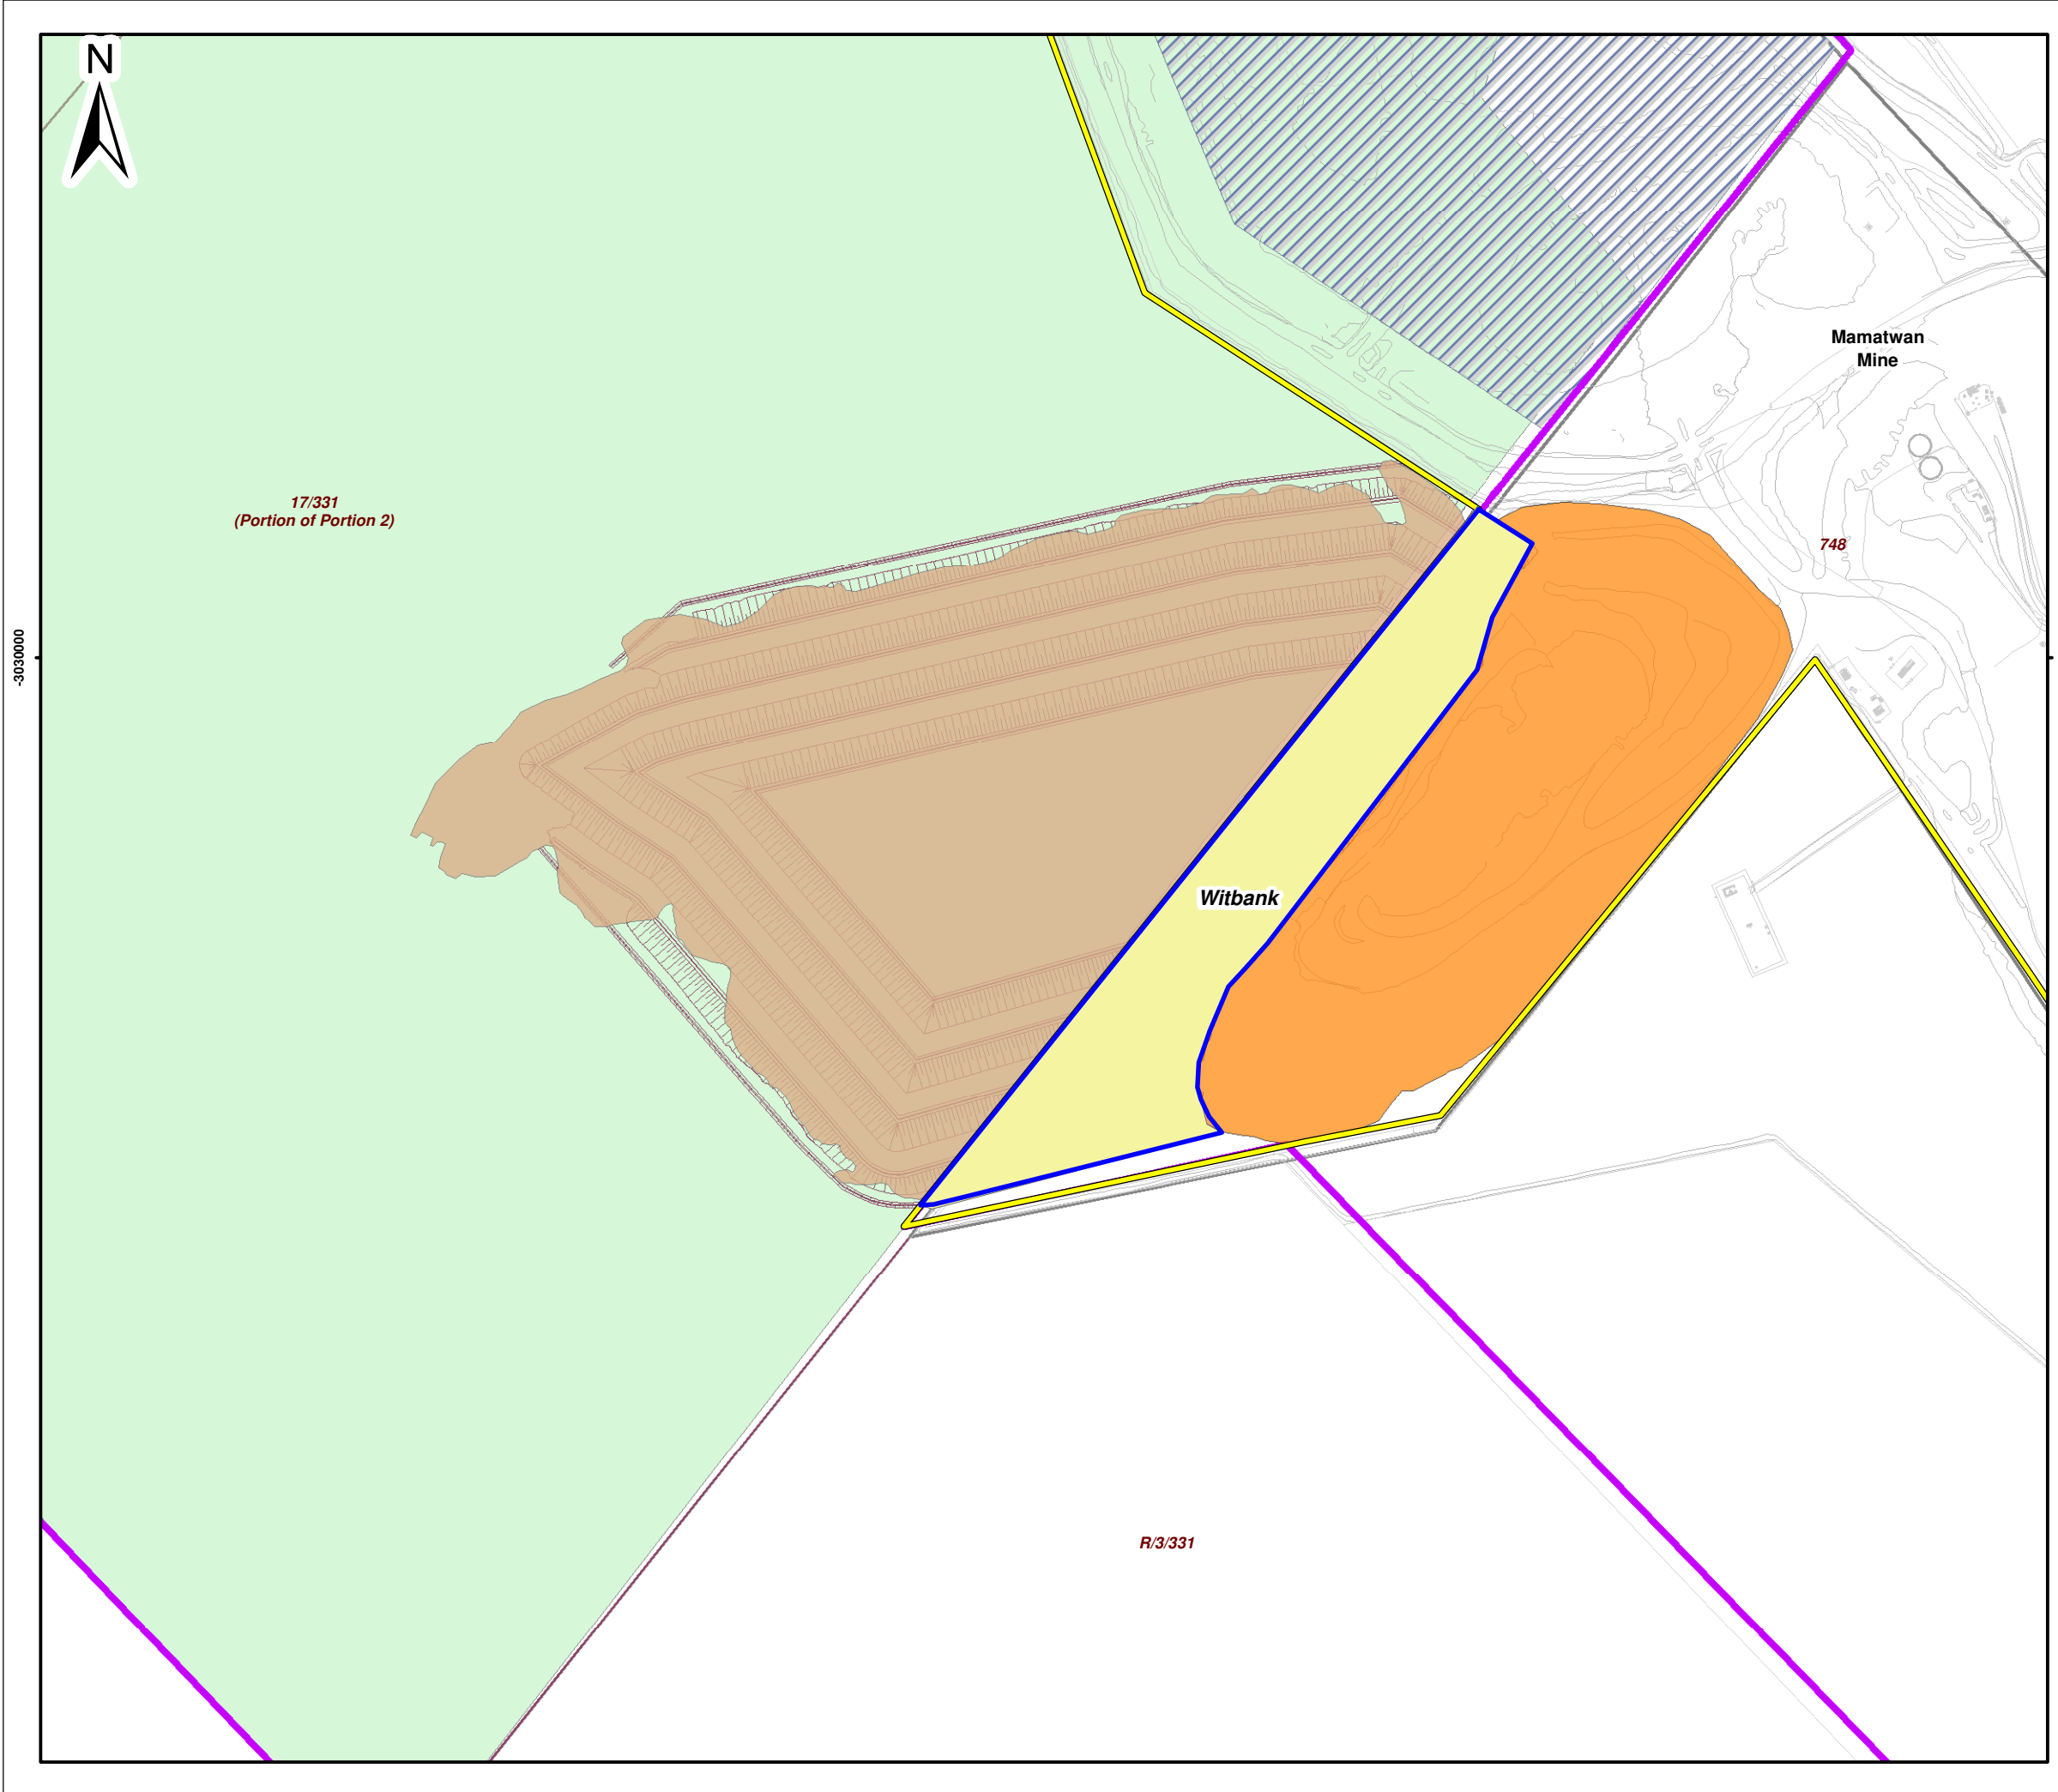 N
Mamatwan
Mine
17/331
(Portion of Portion 2)
748
-3030000
Witbank
R/3/331